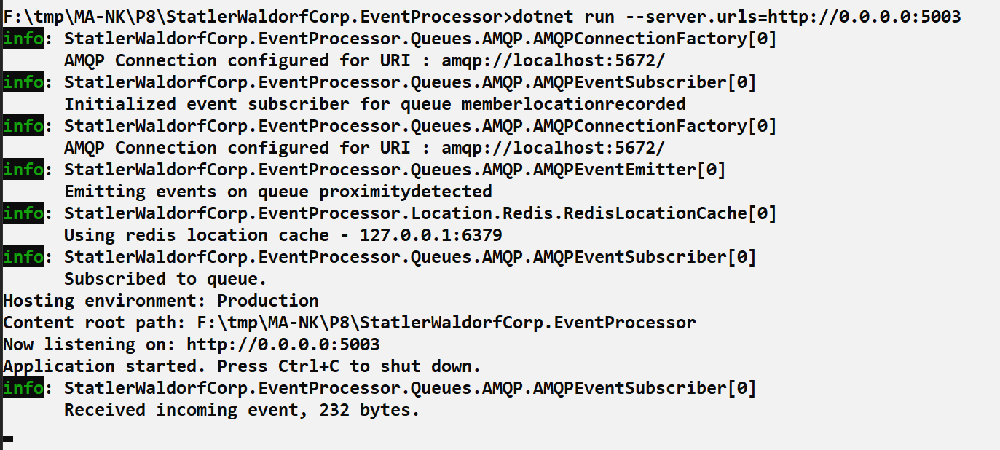 F:\tmp\MA-NK\P8\StatlerWaldorfCorp.EventProcessor>dotnet run --server.urls=http://0.0.0.0:5003
info: StatlerWaldorfCorp.EventProcessor.Queues.AMQP.AMQPConnectionFactory[0]
AMQP Connection configured for URI : amqp://localhost:5672/
info: StatlerWaldorfCorp.EventProcessor.Queues.AMQP.AMQPEventSubscriber[0]
Initialized event subscriber for queue memberlocationrecorded
info: StatlerWaldorfCorp.EventProcessor.Queues.AMQP.AMQPConnectionFactory[0]
AMQP Connection configured for URI : amqp://localhost:5672/
info: StatlerWaldorfCorp.EventProcessor.Queues.AMQP.AMQPEventEmitter[0]
Emitting events on queue proximitydetected
info: StatlerWaldorfCorp.EventProcessor.Location.Redis.RedisLocationCache[0]
Using redis location cache - 127.0.0.1:6379
info: StatlerWaldorfCorp.EventProcessor.Queues.AMQP.AMQPEventSubscriber[0]
Subscribed to queue.
Hosting environment: Production
Content root path: F:\tmp\MA-NK\P8\StatlerWaldorfCorp.EventProcessor
Now listening on: http://0.0.0.0:5003
Application started. Press Ctrl+C to shut down.
info: StatlerWaldorfCorp.EventProcessor.Queues.AMQP.AMQPEventSubscriber[0]
Received incoming event, 232 bytes.